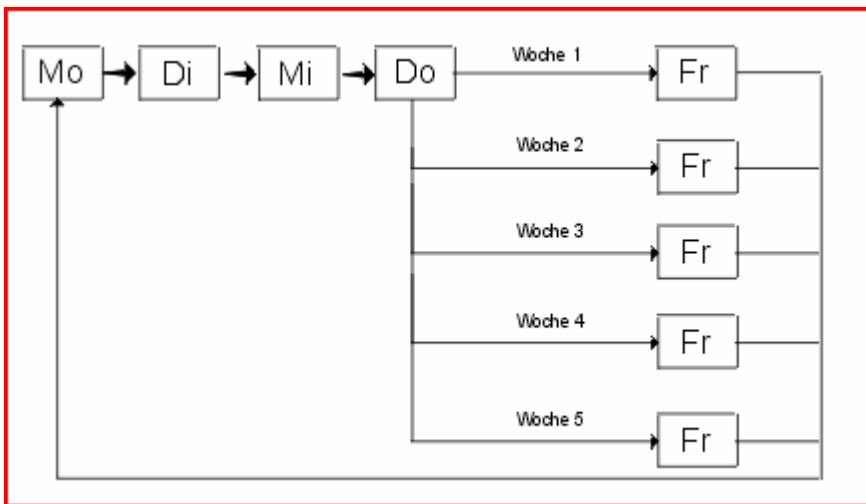 Mo Di Mi Do Woche 1 Fr
Woche 2 Fr
Woche 3 Fr
Woche 4 Fr
Woche 5 Fr